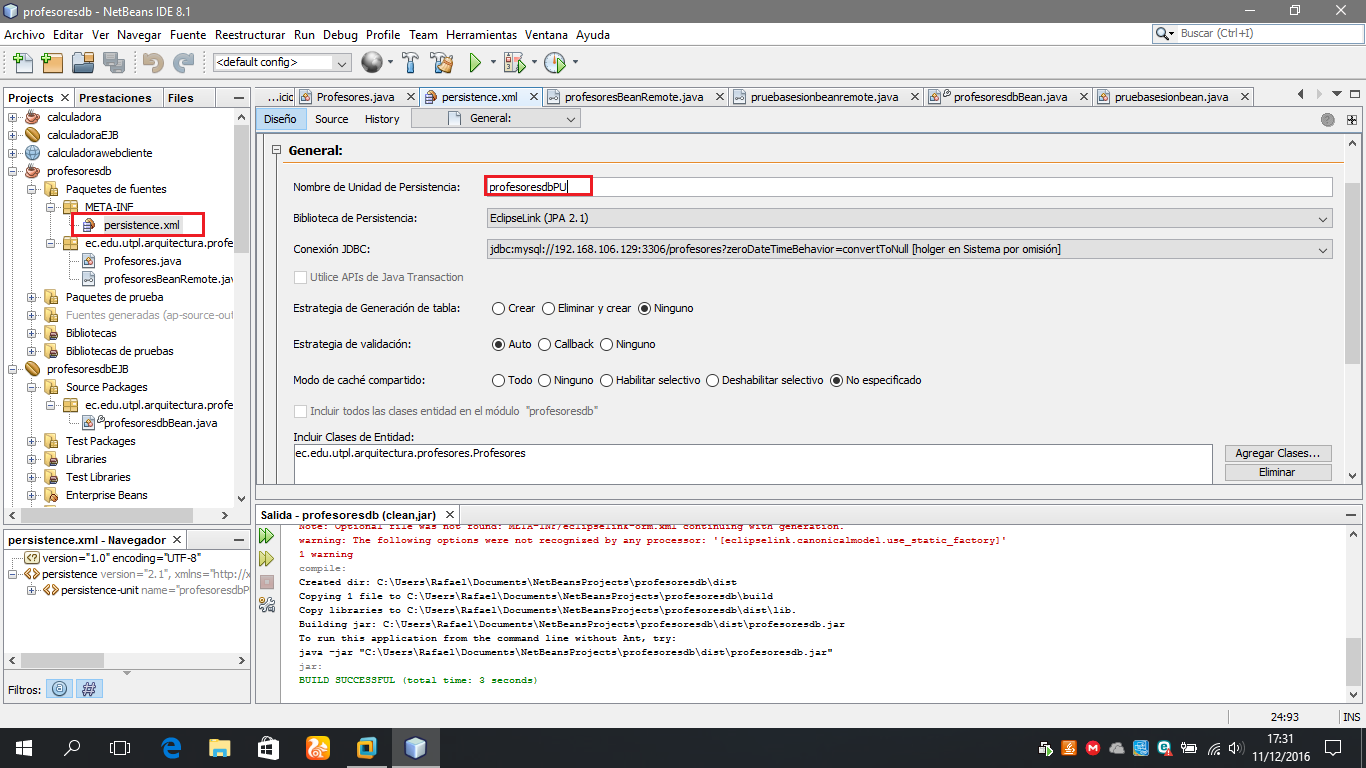 profesoresdb - NetBeans IDE 8.1
Archivo Editar Ver Navegar Fuente Reestructurar Run Debug Profile Team Herramientas Ventana Ayuda
Buscar (Ctrl+I)
<default config>
Projects Prestaciones Files
calculadora
calculadoraEJB
calculadorawebcliente
profesoresdb
Paquetes de fuentes
META-INF
persistence.xml
ec.edu.utpl.arquitectura.profe
Profesores.java
profesoresBeanRemote.jav
Paquetes de prueba
Fuentes generadas (ap-source-out
Bibliotecas
Bibliotecas de pruebas
profesoresdbEJB
Source Packages
ec.edu.utpl.arquitectura.profe
profesoresdbBean.java
Test Packages
Libraries
Test Libraries
Enterprise Beans
persistence.xml - Navegador
version="1.0" encoding="UTF-8"
persistence version="2.1", xmlns="http://x
persistence-unit name="profesoresdbP
Filtros:
...icic Profesores.java persistence.xml profesoresBeanRemote.java pruebasesionbeanremote.java profesoresdbBean.java pruebasesionbean.java
Diseño Source History General:
General:
Nombre de Unidad de Persistencia: profesoresdbPU
Biblioteca de Persistencia: EclipseLink (JPA 2.1)
Conexión JDBC: jdbc:mysql://192.168.106.129:3306/profesores?zeroDateTimeBehavior=convertToNull [holger en Sistema por omisión]
Utilice APIs de Java Transaction
Estrategia de Generación de tabla: Crear Eliminar y crear Ninguno
Estrategia de validación: Auto Callback Ninguno
Modo de caché compartido: Todo Ninguno Habilitar selectivo Deshabilitar selectivo No especificado
Incluir todos las clases entidad en el módulo "profesoresdb"
Incluir Clases de Entidad:
ec.edu.utpl.arquitectura.profesores.Profesores
Agregar Clases...
Eliminar
Salida - profesoresdb (clean,jar)
Note: Optional file was not found: META-INF/eclipselink-orm.xml continuing with generation.
warning: The following options were not recognized by any processor: '[eclipselink.canonicalmodel.use_static_factory]'
1 warning
compile:
Created dir: C:\Users\Rafael\Documents\NetBeansProjects\profesoresdb\dist
Copying 1 file to C:\Users\Rafael\Documents\NetBeansProjects\profesoresdb\build
Copy libraries to C:\Users\Rafael\Documents\NetBeansProjects\profesoresdb\dist\lib.
Building jar: C:\Users\Rafael\Documents\NetBeansProjects\profesoresdb\dist\profesoresdb.jar
To run this application from the command line without Ant, try:
java -jar "C:\Users\Rafael\Documents\NetBeansProjects\profesoresdb\dist\profesoresdb.jar"
jar:
BUILD SUCCESSFUL (total time: 3 seconds)
24:93 INS
17:31
11/12/2016